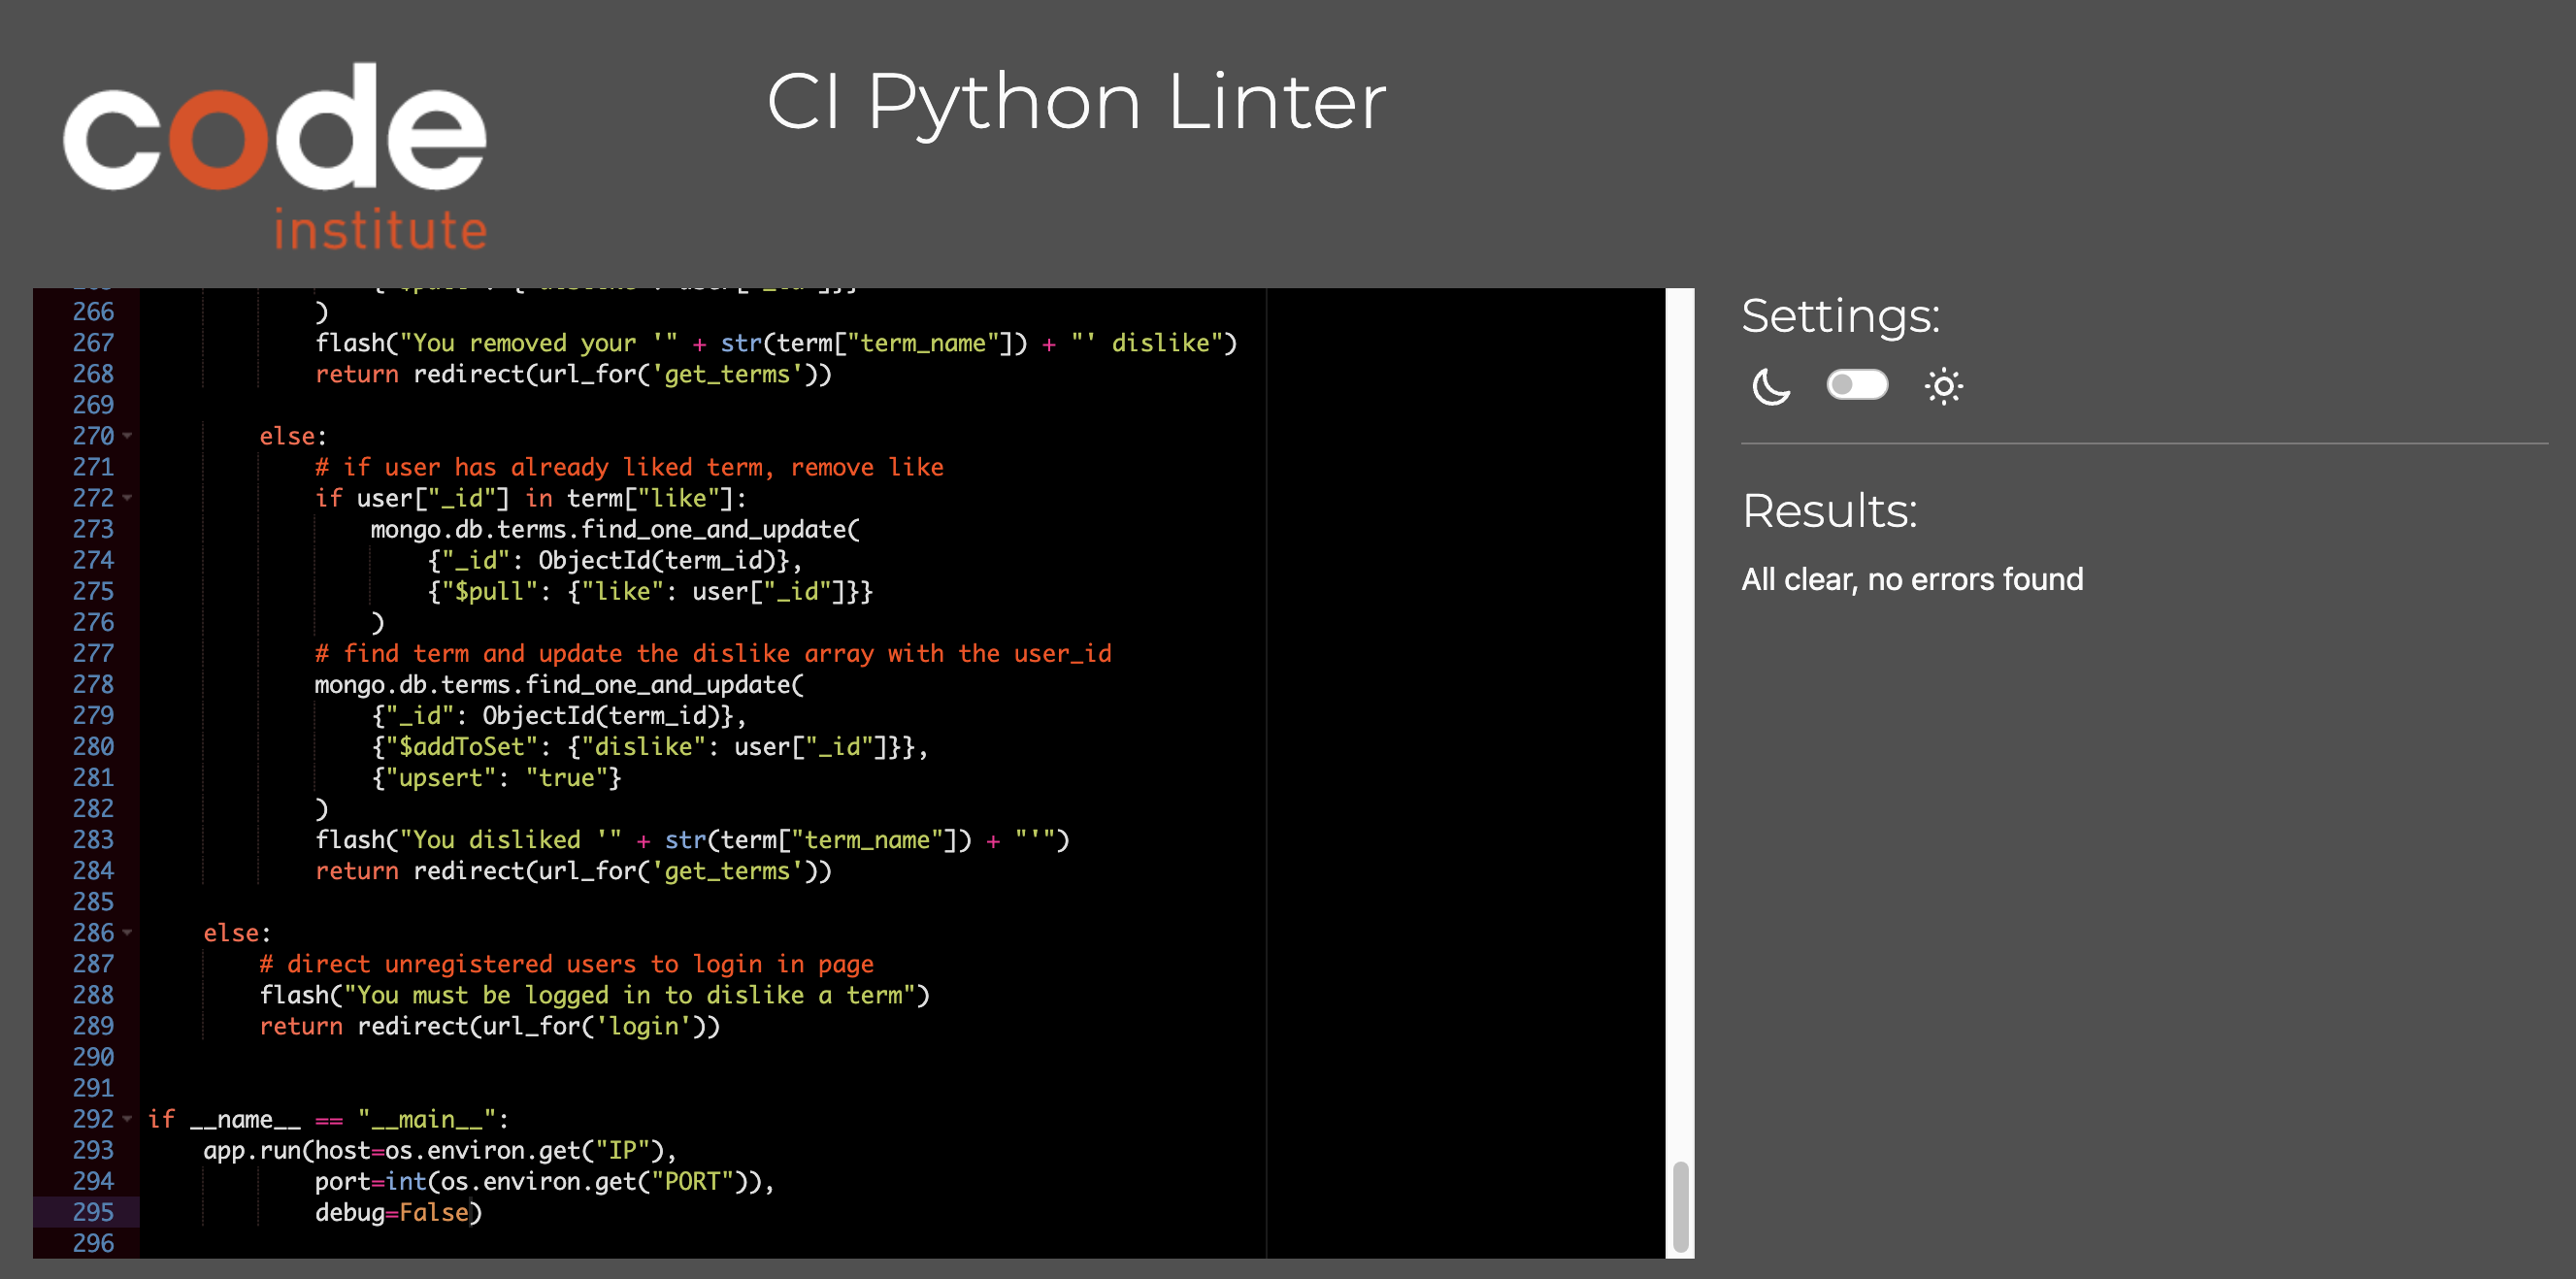 code
institute
CI Python Linter
266 )
267 flash("You removed your '" + str(term["term_name"]) + "' dislike")
268 return redirect(url_for('get_terms'))
269
270 else:
271 # if user has already liked term, remove like
272 if user["_id"] in term["like"]:
273 mongo.db.terms.find_one_and_update(
274 {"_id": ObjectId(term_id)},
275 {"$pull": {"like": user["_id"]}}
276 )
277 # find term and update the dislike array with the user_id
278 mongo.db.terms.find_one_and_update(
279 {"_id": ObjectId(term_id)},
280 {"$addToSet": {"dislike": user["_id"]}},
281 {"upsert": "true"}
282 )
283 flash("You disliked '" + str(term["term_name"]) + "'")
284 return redirect(url_for('get_terms'))
285
286 else:
287 # direct unregistered users to login in page
288 flash("You must be logged in to dislike a term")
289 return redirect(url_for('login'))
290
291
292 if __name__ == "__main__":
293 app.run(host=os.environ.get("IP"),
294 port=int(os.environ.get("PORT")),
295 debug=False)
296
Settings:
Results:
All clear, no errors found